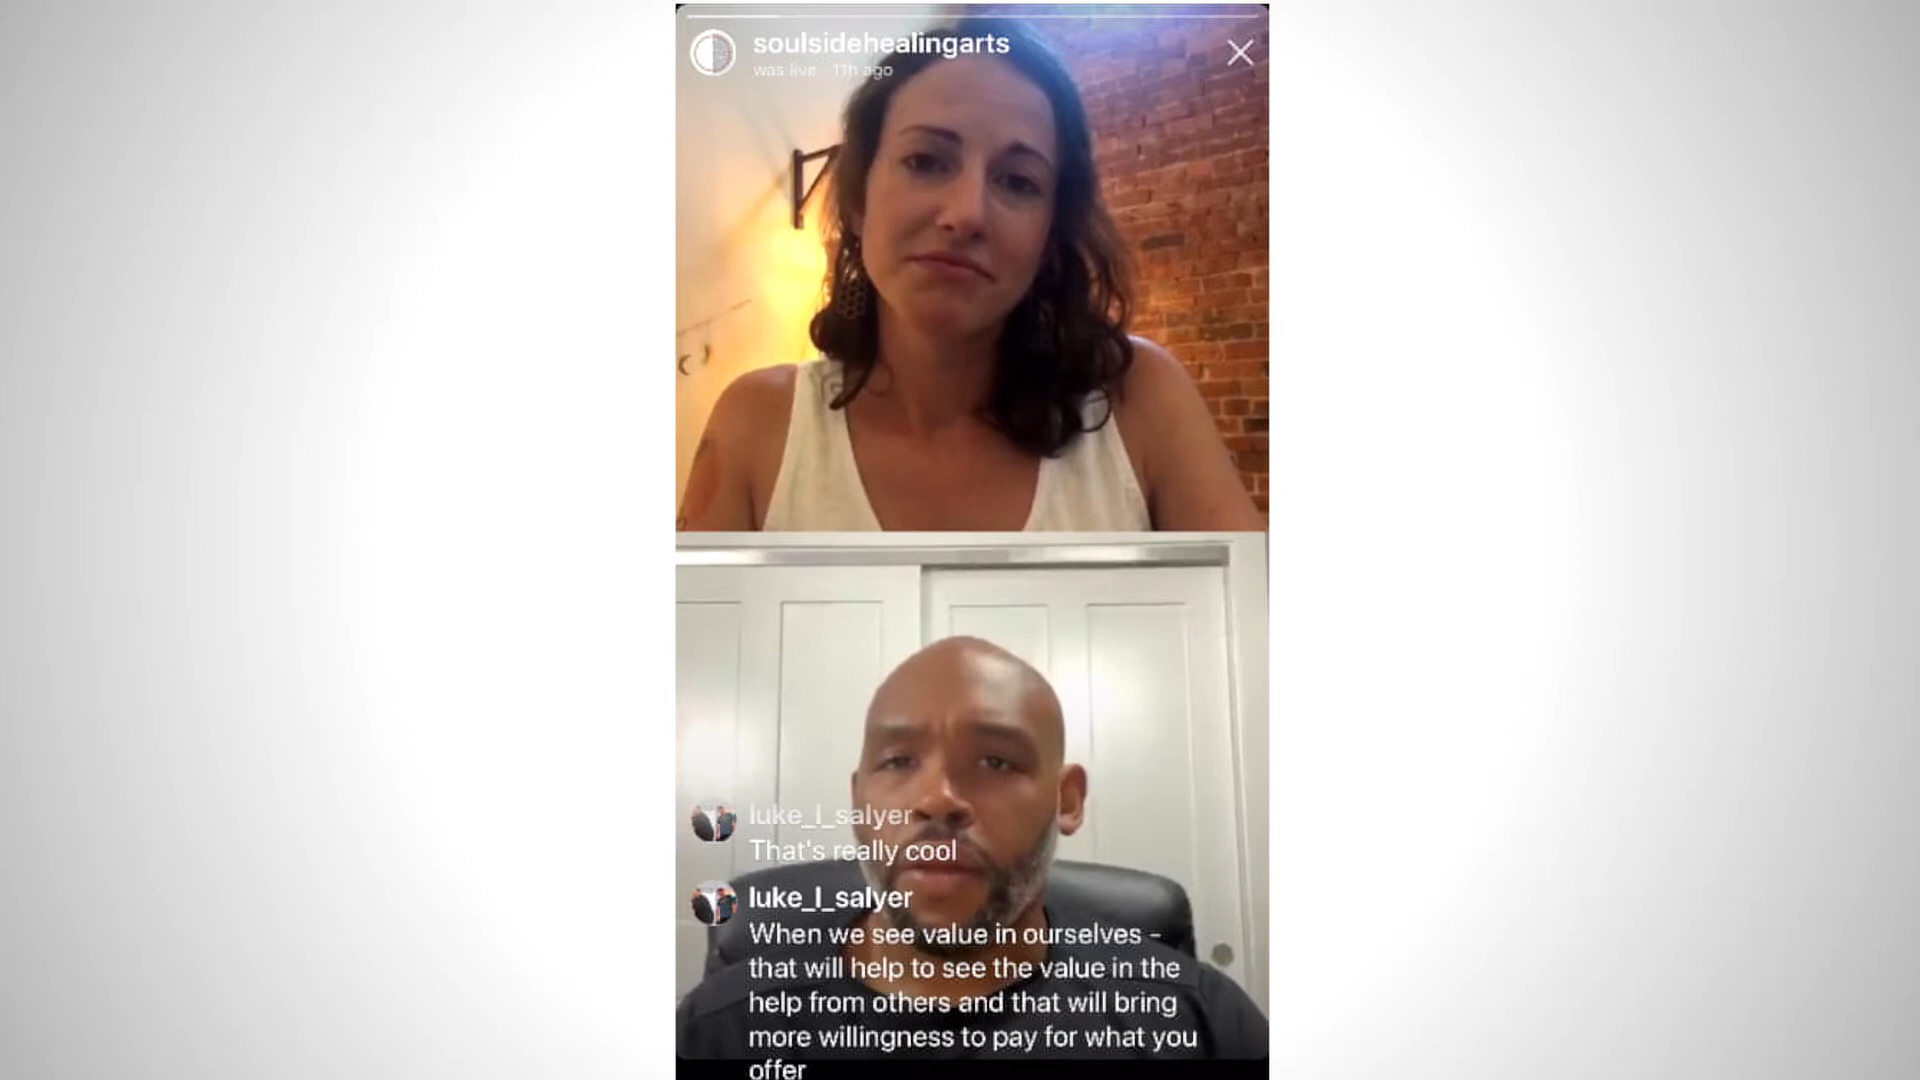 soulsidehealingarts
was live · 11h ago
luke_l_salyer
That's really cool
luke_l_salyer
When we see value in ourselves -
that will help to see the value in the
help from others and that will bring
more willingness to pay for what you
offer